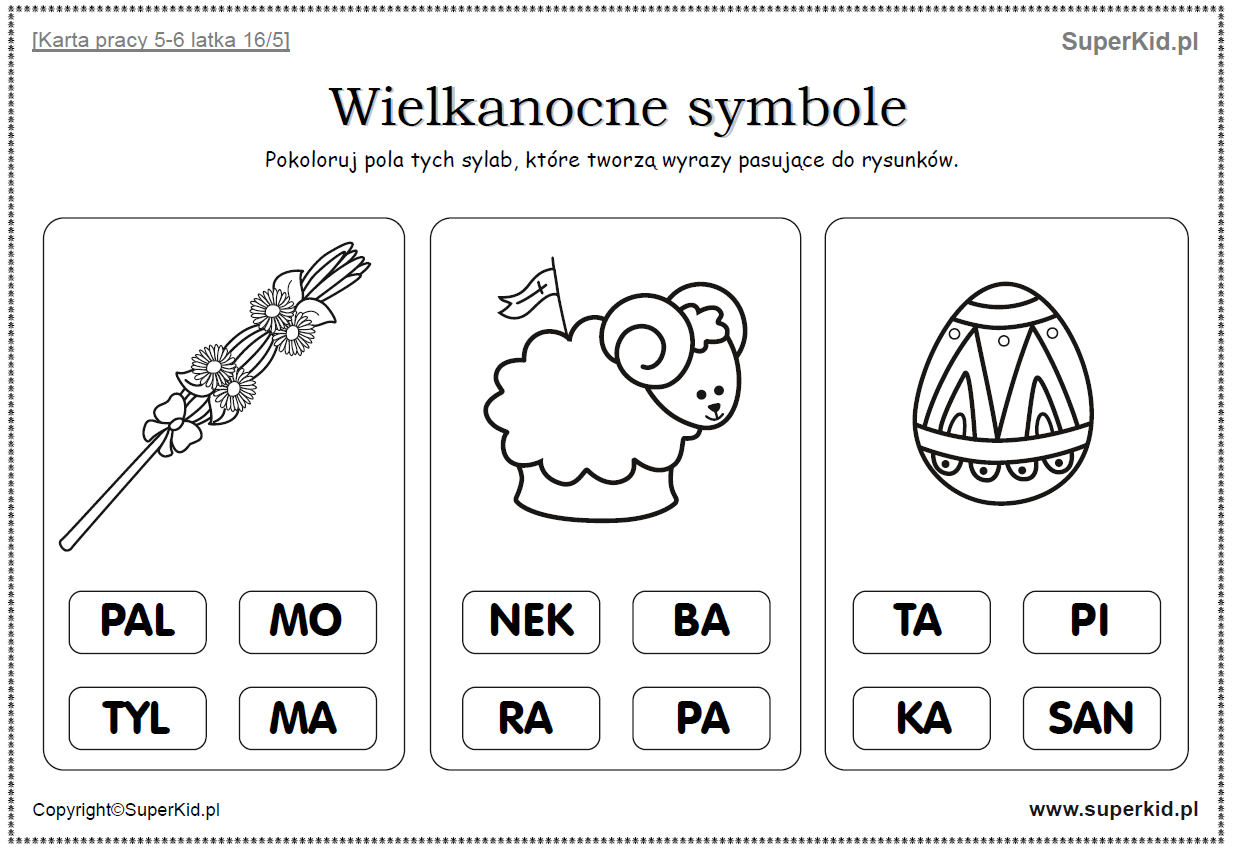 [Karta pracy 5-6 latka 16/5]
SuperKid.pl
Wielkanocne symbole
Pokoloruj pola tych sylab, które tworzą wyrazy pasujące do rysunków.
PAL MO
TYL MA
NEK BA
RA PA
TA PI
KA SAN
Copyright©SuperKid.pl
www.superkid.pl